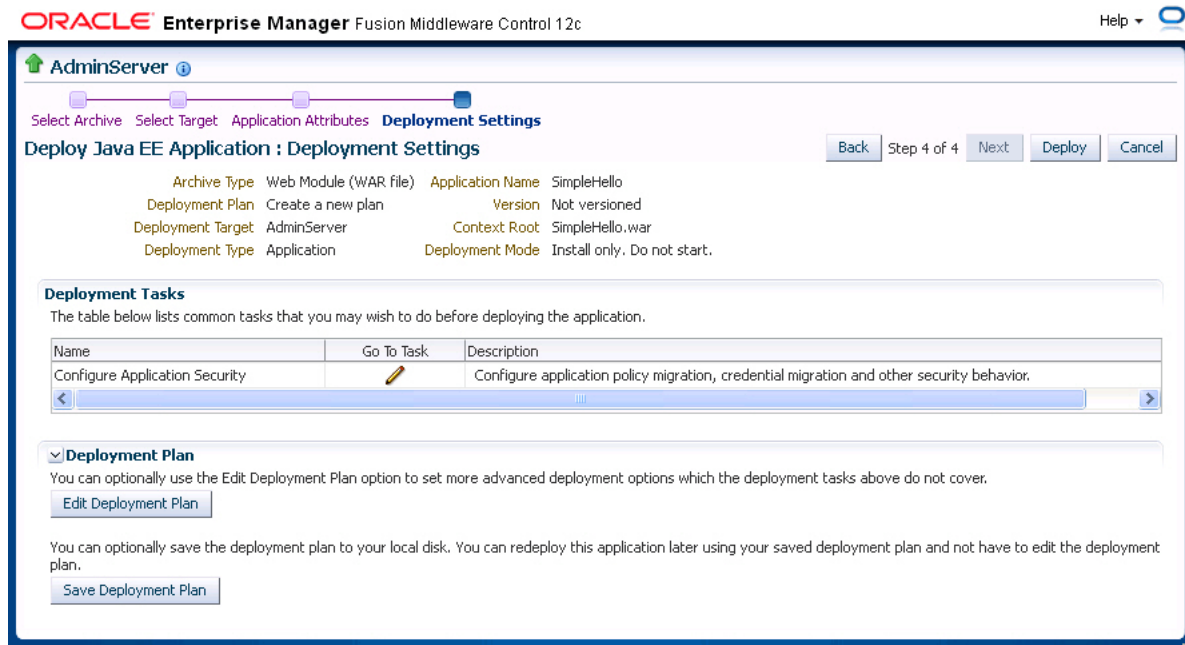 ORACLE Enterprise Manager Fusion Middleware Control 12c
Help
AdminServer
Select Archive Select Target Application Attributes Deployment Settings
Deploy Java EE Application : Deployment Settings
Back Step 4 of 4 Next Deploy Cancel
Archive Type Web Module (WAR file) Application Name SimpleHello
Deployment Plan Create a new plan Version Not versioned
Deployment Target AdminServer Context Root SimpleHello.war
Deployment Type Application Deployment Mode Install only. Do not start.
Deployment Tasks
The table below lists common tasks that you may wish to do before deploying the application.
Name Go To Task Description
Configure Application Security Configure application policy migration, credential migration and other security behavior.
Deployment Plan
You can optionally use the Edit Deployment Plan option to set more advanced deployment options which the deployment tasks above do not cover.
Edit Deployment Plan
You can optionally save the deployment plan to your local disk. You can redeploy this application later using your saved deployment plan and not have to edit the deployment
plan.
Save Deployment Plan